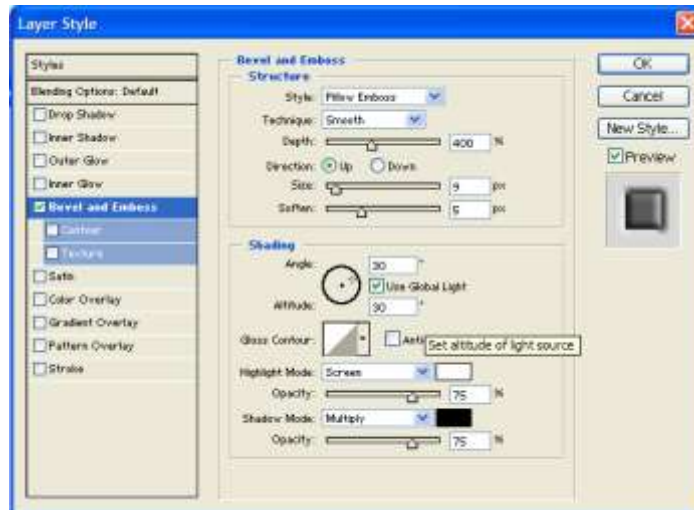 Layer Style
Styles
Blending Options: Default
Drop Shadow
Inner Shadow
Outer Glow
Inner Glow
Bevel and Emboss
Contour
Texture
Satin
Color Overlay
Gradient Overlay
Pattern Overlay
Stroke
Bevel and Emboss
Structure
Style: Pillow Emboss
Technique: Smooth
Depth: 400 %
Direction: Up Down
Size: 9 px
Soften: 5 px
Shading
Angle: 30 °
Use Global Light
Altitude: 30 °
Gloss Contour: Anti
Set altitude of light source
Highlight Mode: Screen
Opacity: 75 %
Shadow Mode: Multiply
Opacity: 75 %
OK
Cancel
New Style...
Preview